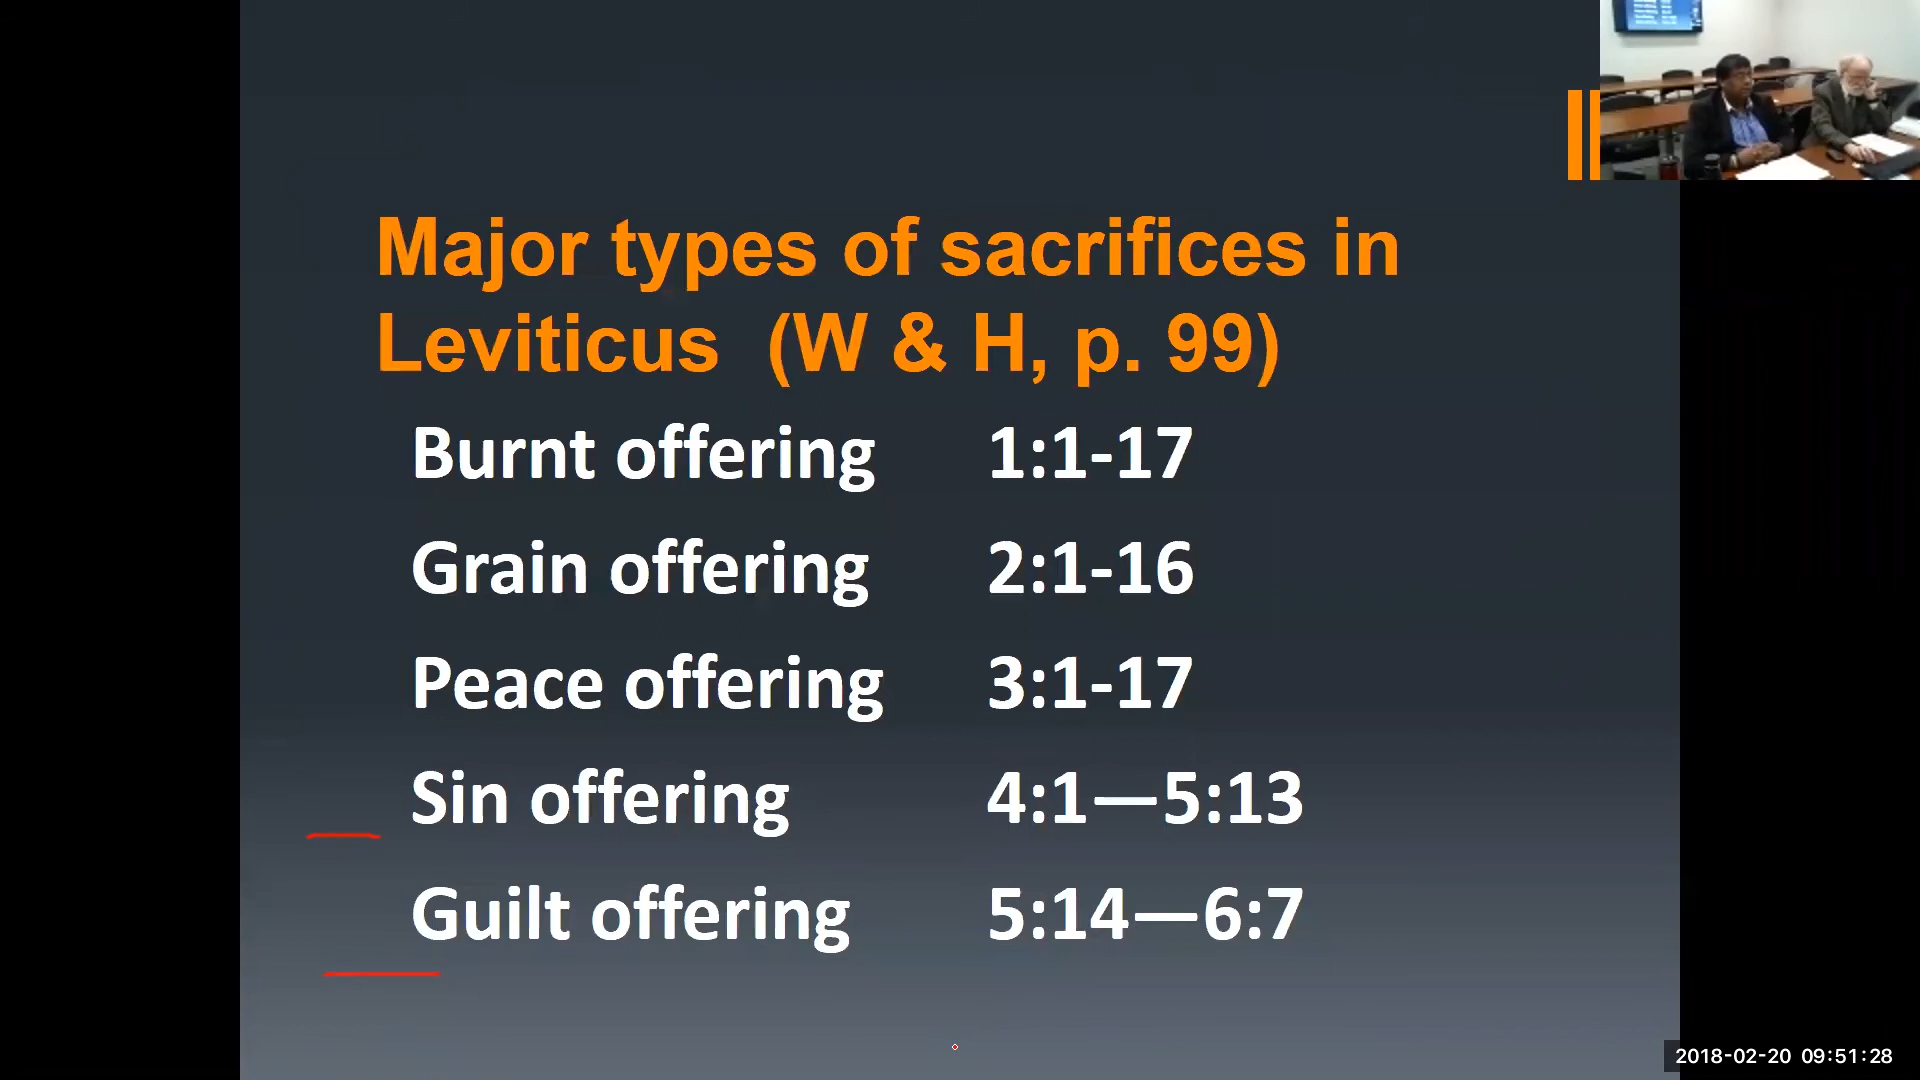 Major types of sacrifices in
Leviticus (W & H, p. 99)
Burnt offering 1:1-17
Grain offering 2:1-16
Peace offering 3:1-17
Sin offering 4:1—5:13
Guilt offering 5:14—6:7
2018-02-20 09:51:28